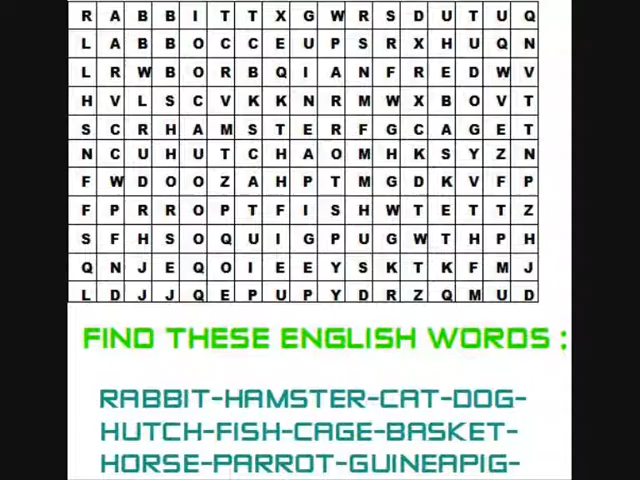 R A B B I T T X G W R S D U T U Q
L A B B O C C E U P S R X H U Q N
L R W B O R B Q I A N F R E D W V
H V L S C V K K N R M W X B O V T
S C R H A M S T E R F G C A G E T
N C U H U T C H A O M H K S Y Z N
F W D O O Z A H P T M G D K V F P
F P R R O P T F I S H W T E T T Z
S F H S O Q U I G P U G W T H P H
Q N J E Q O I E E Y S K T K F M J
L D J J Q E P U P Y D R Z Q M U D
FIND THESE ENGLISH WORDS :
RABBIT-HAMSTER-CAT-DOG-
HUTCH-FISH-CAGE-BASKET-
HORSE-PARROT-GUINEAPIG-